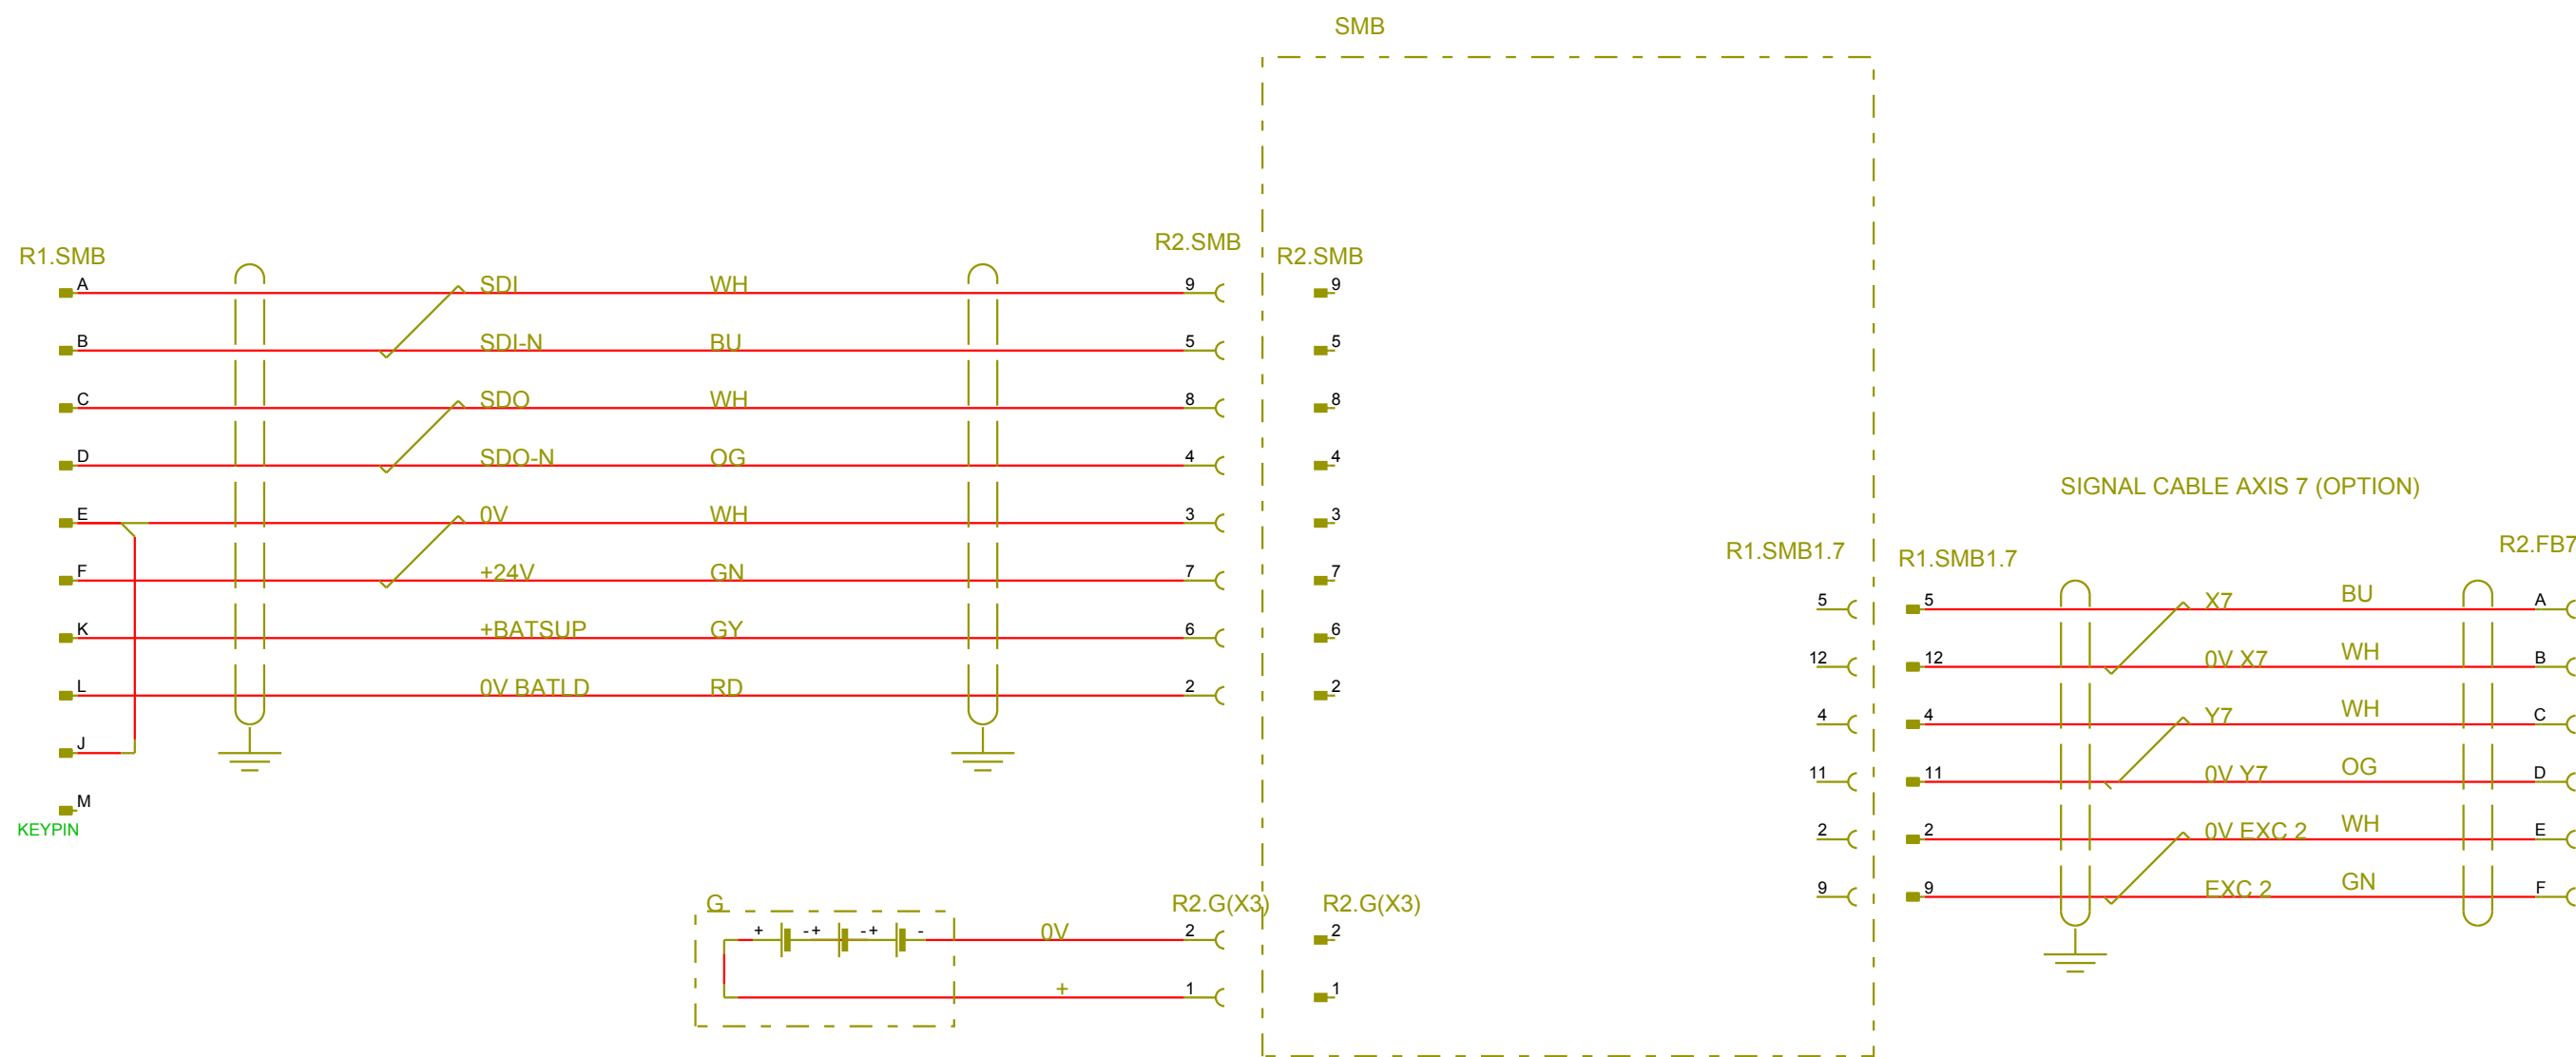 SMB
R1.SMB
R2.SMB
R2.SMB
A SDI WH 9 9
B SDI-N BU 5 5
C SDO WH 8 8
D SDO-N OG 4 4
E 0V WH 3 3
F +24V GN 7 7
K +BATSUP GY 6 6
L 0V BATLD RD 2 2
J
M
KEYPIN
G R2.G(X3) R2.G(X3)
+ -+ -+ - 0V 2 2
+ 1 1
SIGNAL CABLE AXIS 7 (OPTION)
R1.SMB1.7 R1.SMB1.7 R2.FB7
5 5 X7 BU A
12 12 0V X7 WH B
4 4 Y7 WH C
11 11 0V Y7 OG D
2 2 0V EXC 2 WH E
9 9 EXC 2 GN F